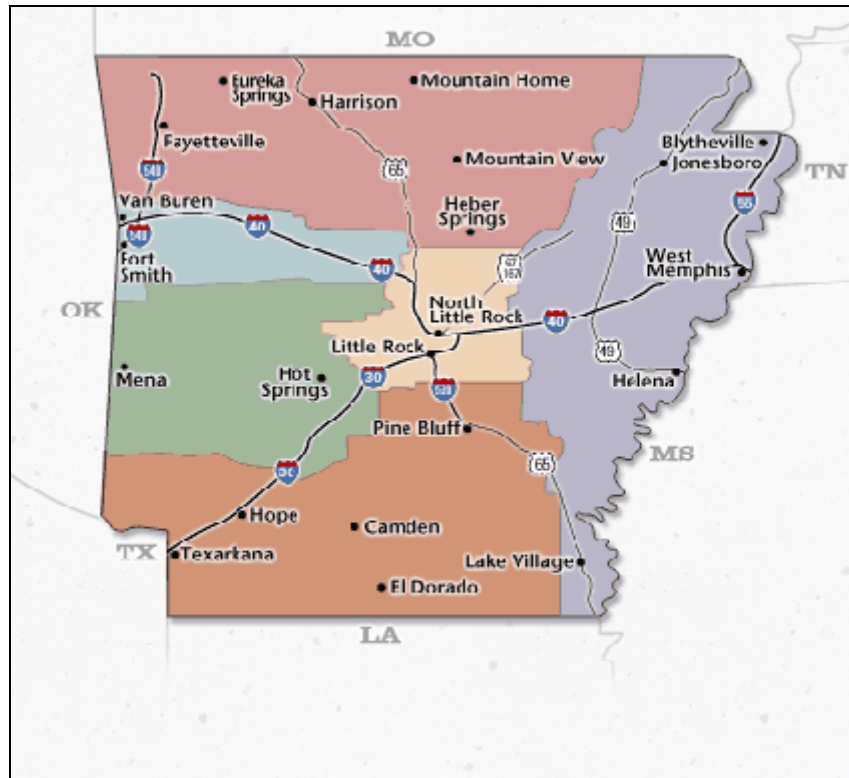 MO
Eureka
Springs
Mountain Home
Harrison
Fayetteville
Blytheville
Jonesboro
Mountain View
65
540
TN
Van Buren
Heber
Springs
55
49
40
540
Fort
Smith
40
67
167
West
Memphis
OK
North
Little Rock
40
Little Rock
49
Mena
Hot
Springs
30
Helena
530
Pine Bluff
MS
65
30
Hope
Camden
TX
Texarkana
Lake Village
El Dorado
LA